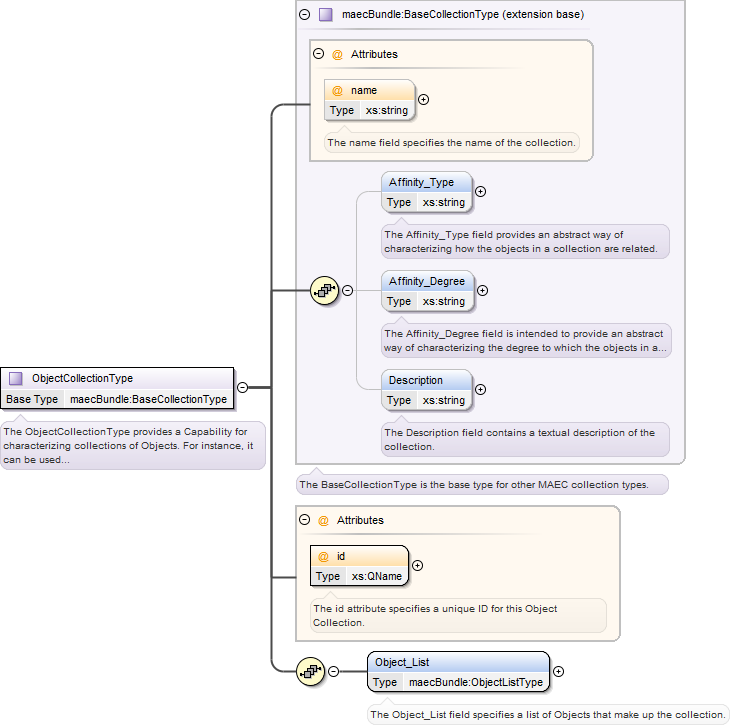 maecBundle:BaseCollectionType (extension base)
@ Attributes
@ name
Type xs:string
The name field specifies the name of the collection.
Affinity_Type
Type xs:string
The Affinity_Type field provides an abstract way of
characterizing how the objects in a collection are related.
Affinity_Degree
Type xs:string
The Affinity_Degree field is intended to provide an abstract
way of characterizing the degree to which the objects in a...
Description
Type xs:string
The Description field contains a textual description of the
collection.
The BaseCollectionType is the base type for other MAEC collection types.
ObjectCollectionType
Base Type maecBundle:BaseCollectionType
The ObjectCollectionType provides a Capability for
characterizing collections of Objects. For instance, it
can be used...
@ Attributes
@ id
Type xs:QName
The id attribute specifies a unique ID for this Object
Collection.
Object_List
Type maecBundle:ObjectListType
The Object_List field specifies a list of Objects that make up the collection.